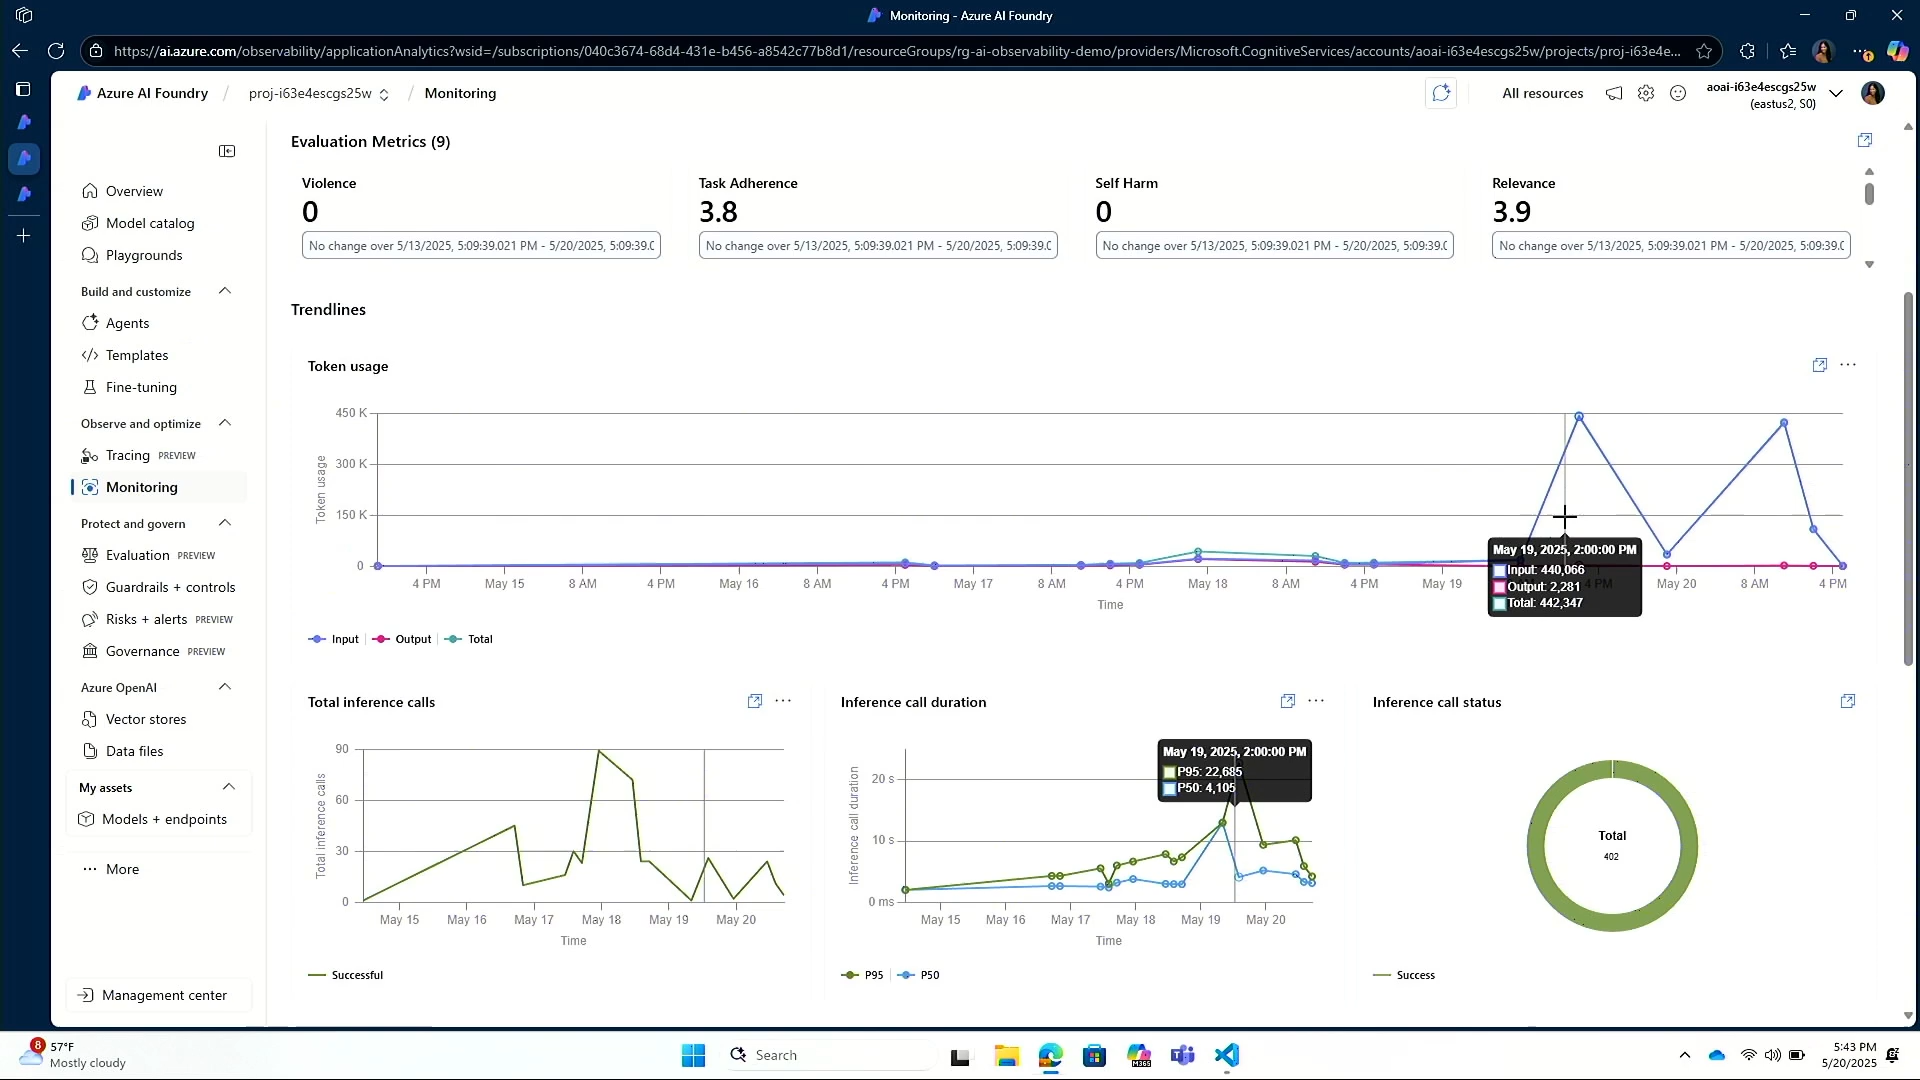 Monitoring - Azure AI Foundry
https://ai.azure.com/observability/applicationAnalytics?wsid=/subscriptions/040c3674-68d4-431e-b456-a8542c77b8d1/resourceGroups/rg-ai-observability-demo/providers/Microsoft.CognitiveServices/accounts/aoai-i63e4escgs25w/projects/proj-i63e4e...
Azure AI Foundry / proj-i63e4escgs25w / Monitoring
All resources
aoai-i63e4escgs25w
(eastus2, S0)
Overview
Model catalog
Playgrounds
Build and customize
Agents
Templates
Fine-tuning
Observe and optimize
Tracing PREVIEW
Monitoring
Protect and govern
Evaluation PREVIEW
Guardrails + controls
Risks + alerts PREVIEW
Governance PREVIEW
Azure OpenAI
Vector stores
Data files
My assets
Models + endpoints
More
Management center
Evaluation Metrics (9)
Violence
0
No change over 5/13/2025, 5:09:39.021 PM - 5/20/2025, 5:09:39.0
Task Adherence
3.8
No change over 5/13/2025, 5:09:39.021 PM - 5/20/2025, 5:09:39.0
Self Harm
0
No change over 5/13/2025, 5:09:39.021 PM - 5/20/2025, 5:09:39.0
Relevance
3.9
No change over 5/13/2025, 5:09:39.021 PM - 5/20/2025, 5:09:39.0
Trendlines
Token usage
450 K
300 K
150 K
0
Token usage
4 PM May 15 8 AM 4 PM May 16 8 AM 4 PM May 17 8 AM 4 PM May 18 8 AM 4 PM May 19 4 PM May 20 8 AM 4 PM
Time
May 19, 2025, 2:00:00 PM
Input: 440,066
Output: 2,281
Total: 442,347
Input Output Total
Total inference calls
90
60
30
0
Total inference calls
May 15 May 16 May 17 May 18 May 19 May 20
Time
Successful
Inference call duration
20 s
10 s
0 ms
Inference call duration
May 19, 2025, 2:00:00 PM
P95: 22,685
P50: 4,105
May 15 May 16 May 17 May 18 May 19 May 20
Time
P95 P50
Inference call status
Total
402
Success
8
57°F
Mostly cloudy
Search
M365
5:43 PM
5/20/2025